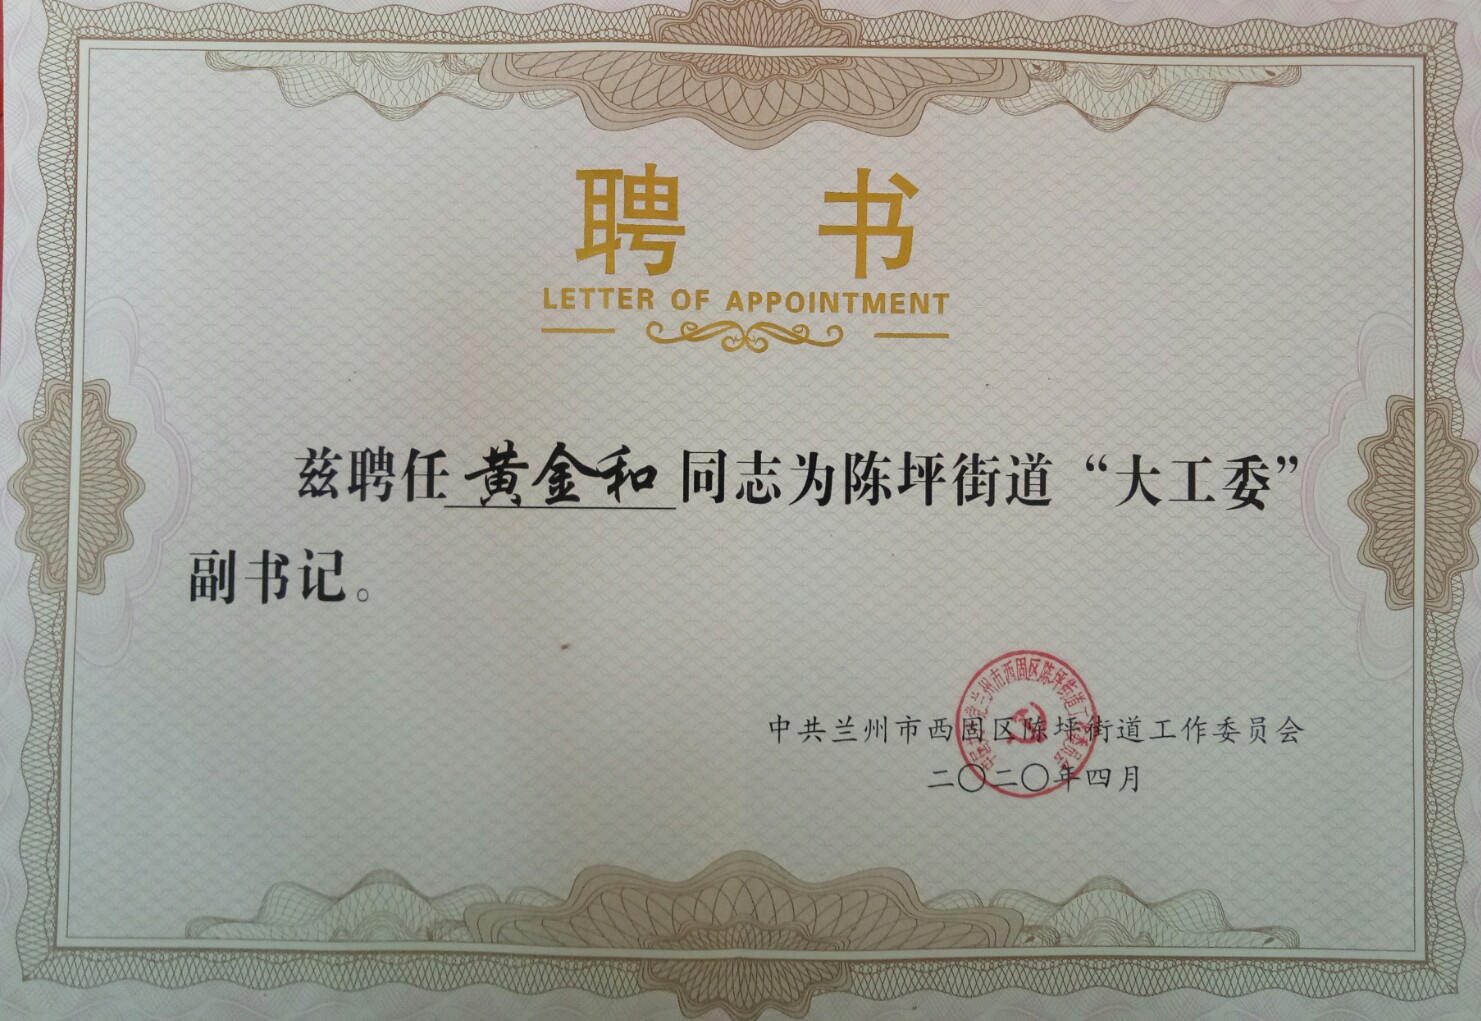 聘 书
LETTER OF APPOINTMENT
兹聘任 黄金和 同志为陈坪街道“大工委”
副书记。
中共兰州市西固区陈坪街道工作委员会
二〇二〇年四月